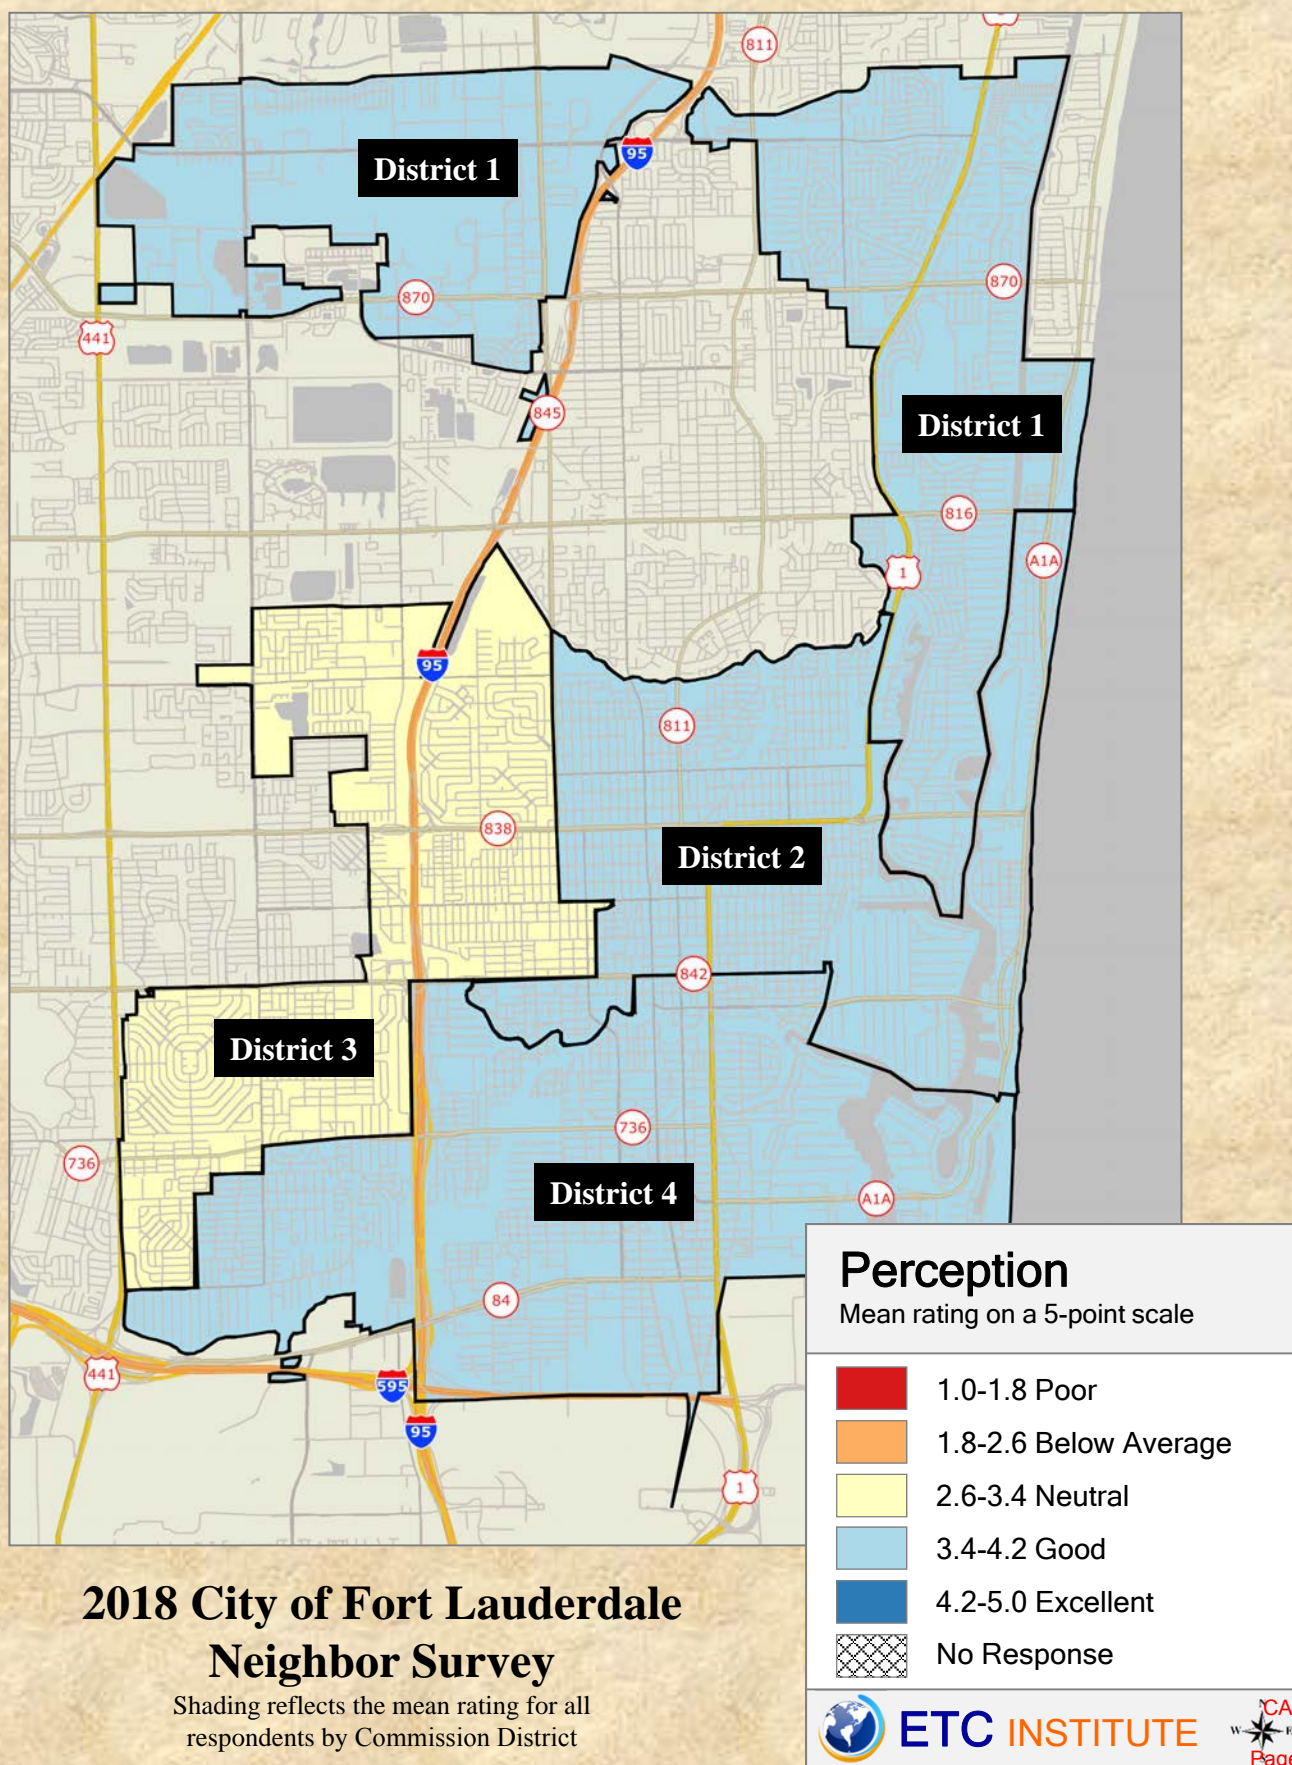 811
95
District 1
870
870
441
845
District 1
816
A1A
1
95
811
838
District 2
842
District 3
736
736
District 4
A1A
84
441
595
95
1
Perception
Mean rating on a 5-point scale
1.0-1.8 Poor
1.8-2.6 Below Average
2.6-3.4 Neutral
3.4-4.2 Good
4.2-5.0 Excellent
No Response
2018 City of Fort Lauderdale
Neighbor Survey
Shading reflects the mean rating for all
respondents by Commission District
ETC INSTITUTE
W
CA
Page